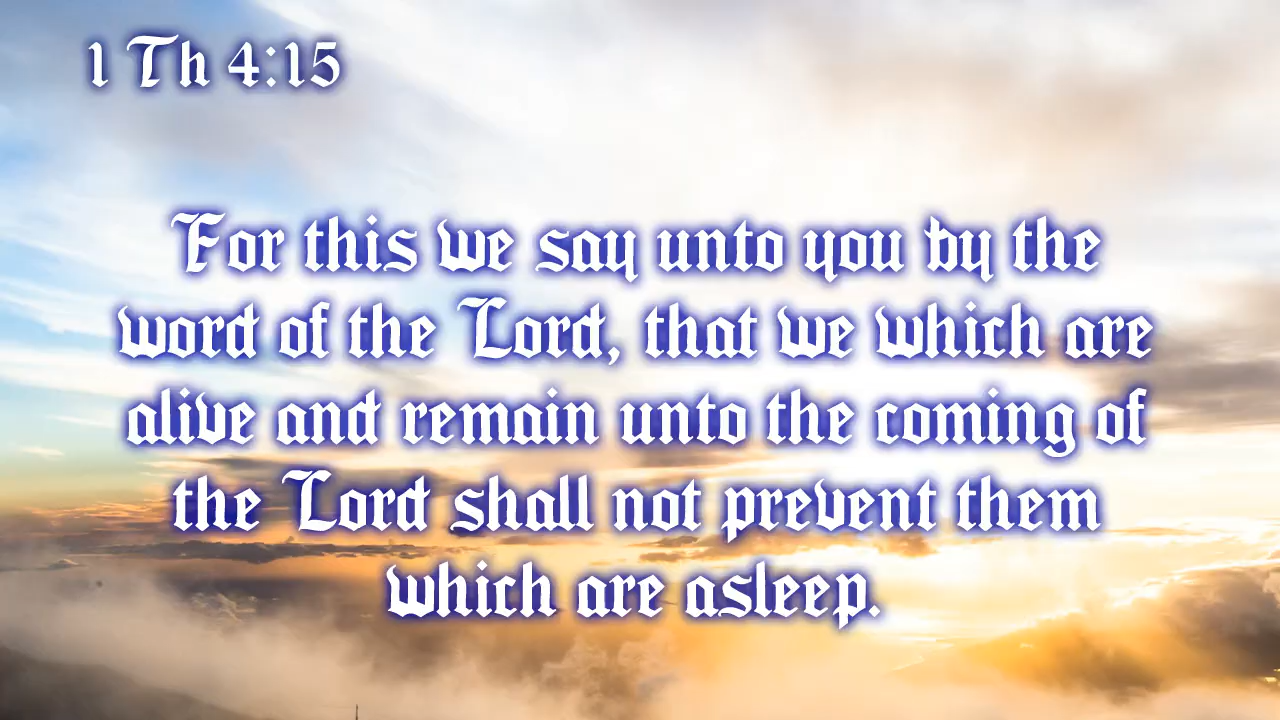 1 Th 4:15
For this we say unto you by the
word of the Lord, that we which are
alive and remain unto the coming of
the Lord shall not prevent them
which are asleep.